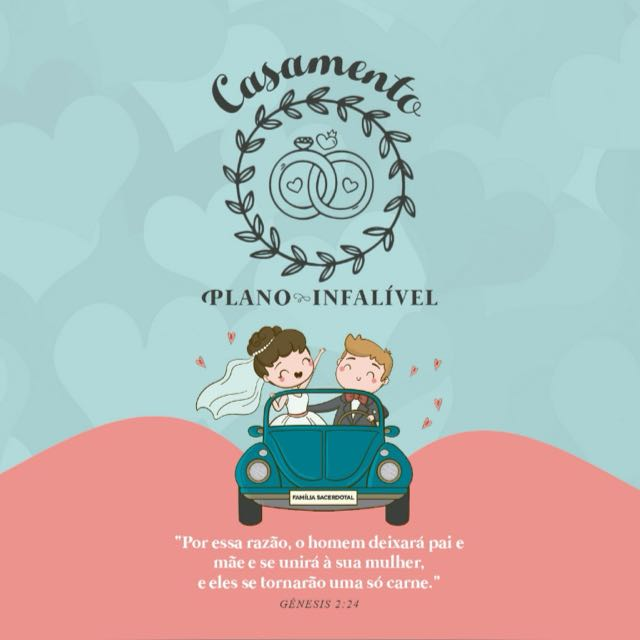 Casamento
PLANO INFALÍVEL
FAMÍLIA SACERDOTAL
"Por essa razão, o homem deixará pai e
mãe e se unirá à sua mulher,
e eles se tornarão uma só carne."
GÊNESIS 2:24